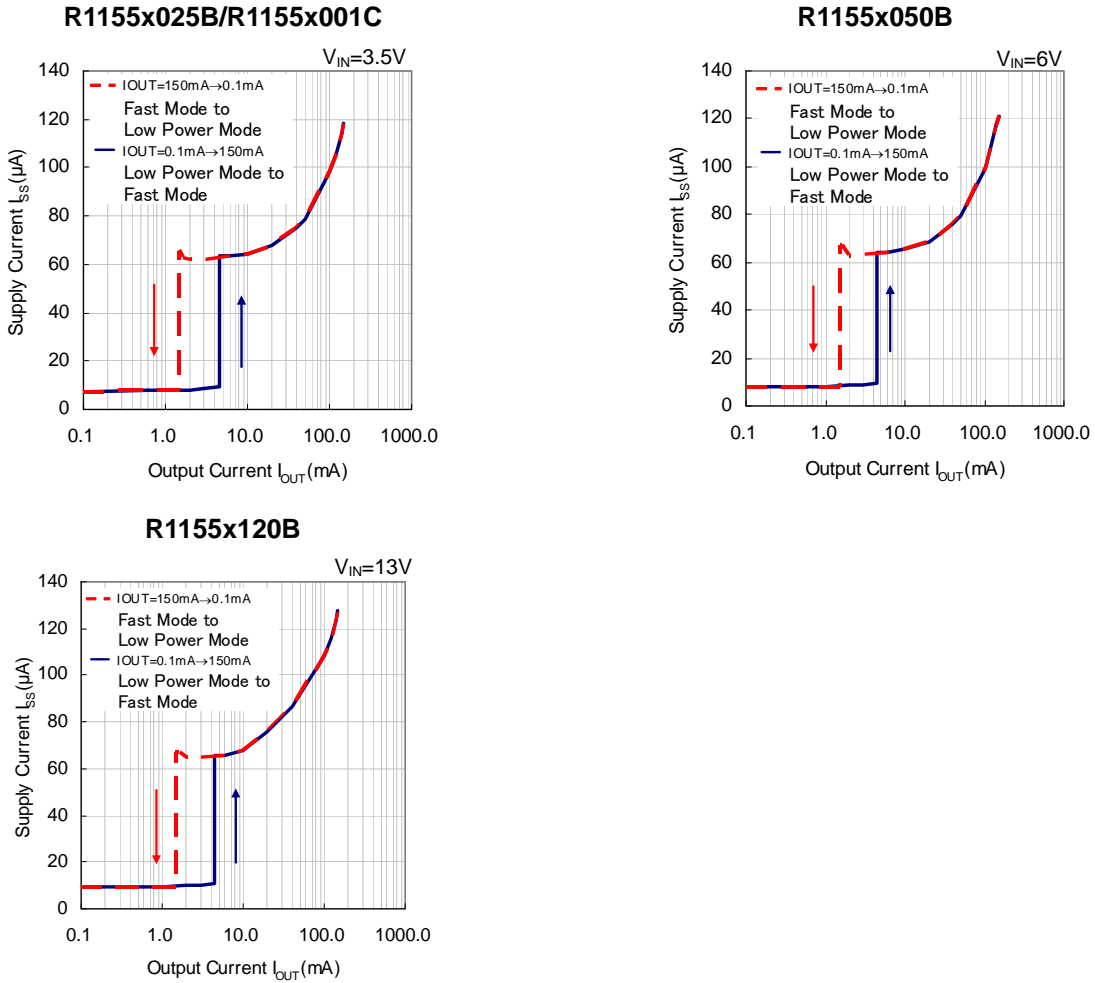 R1155x025B/R1155x001C
VIN=3.5V
140
120
100
80
60
40
20
0
Supply Current ISS(µA)
IOUT=150mA→0.1mA
Fast Mode to
Low Power Mode
IOUT=0.1mA→150mA
Low Power Mode to
Fast Mode
0.1 1.0 10.0 100.0 1000.0
Output Current IOUT(mA)
R1155x050B
VIN=6V
140
120
100
80
60
40
20
0
Supply Current ISS(µA)
IOUT=150mA→0.1mA
Fast Mode to
Low Power Mode
IOUT=0.1mA→150mA
Low Power Mode to
Fast Mode
0.1 1.0 10.0 100.0 1000.0
Output Current IOUT(mA)
R1155x120B
VIN=13V
140
120
100
80
60
40
20
0
Supply Current ISS(µA)
IOUT=150mA→0.1mA
Fast Mode to
Low Power Mode
IOUT=0.1mA→150mA
Low Power Mode to
Fast Mode
0.1 1.0 10.0 100.0 1000.0
Output Current IOUT(mA)